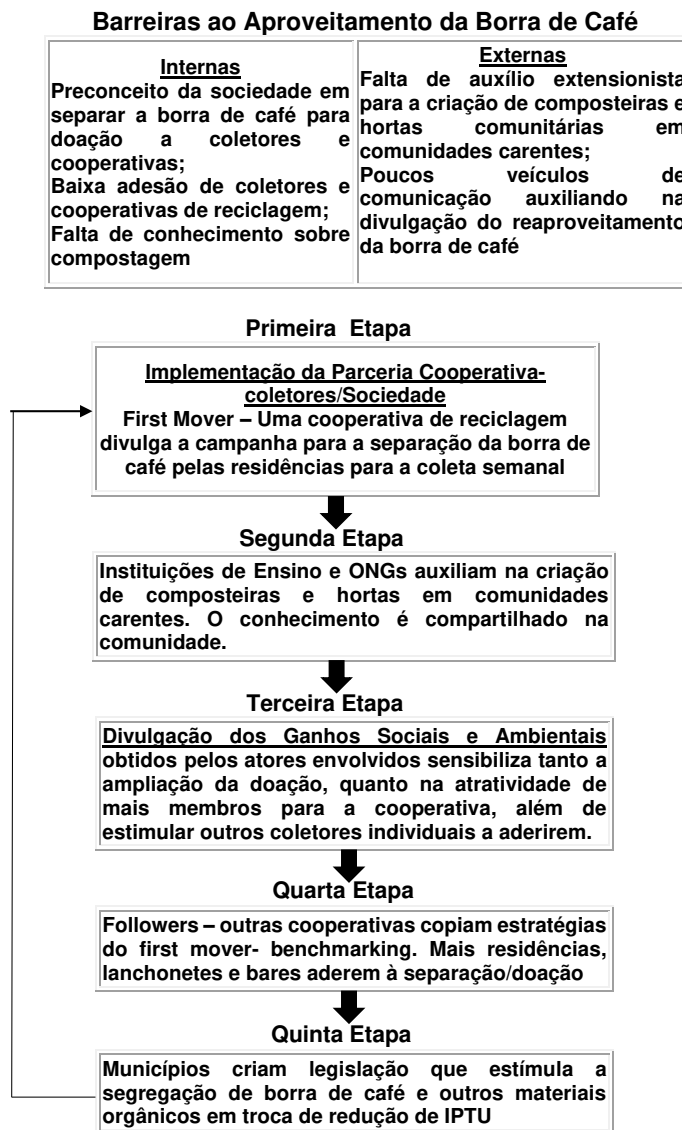 Barreiras ao Aproveitamento da Borra de Café
Internas
Preconceito da sociedade em
separar a borra de café para
doação a coletores e
cooperativas;
Baixa adesão de coletores e
cooperativas de reciclagem;
Falta de conhecimento sobre
compostagem
Externas
Falta de auxílio extensionista
para a criação de composteiras e
hortas comunitárias em
comunidades carentes;
Poucos veículos de
comunicação auxiliando na
divulgação do reaproveitamento
da borra de café
Primeira Etapa
Implementação da Parceria Cooperativa-
coletores/Sociedade
First Mover – Uma cooperativa de reciclagem
divulga a campanha para a separação da borra de
café pelas residências para a coleta semanal
Segunda Etapa
Instituições de Ensino e ONGs auxiliam na criação
de composteiras e hortas em comunidades
carentes. O conhecimento é compartilhado na
comunidade.
Terceira Etapa
Divulgação dos Ganhos Sociais e Ambientais
obtidos pelos atores envolvidos sensibiliza tanto a
ampliação da doação, quanto na atratividade de
mais membros para a cooperativa, além de
estimular outros coletores individuais a aderirem.
Quarta Etapa
Followers – outras cooperativas copiam estratégias
do first mover- benchmarking. Mais residências,
lanchonetes e bares aderem à separação/doação
Quinta Etapa
Municípios criam legislação que estímula a
segregação de borra de café e outros materiais
orgânicos em troca de redução de IPTU